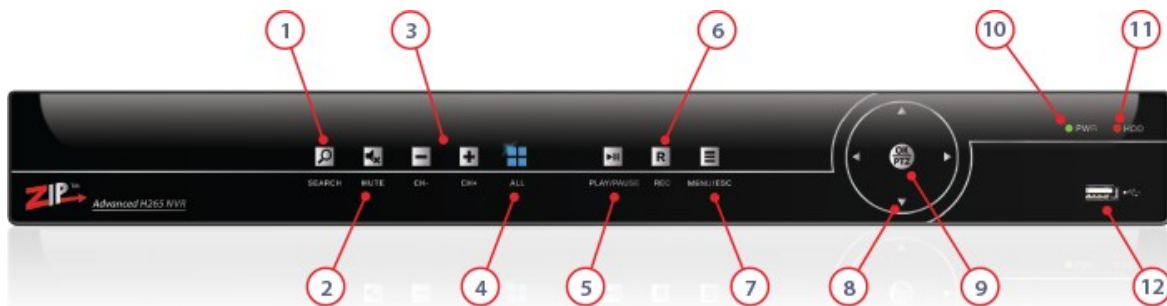 1 3 6 10 11
PWR HDD
OK
PTZ
R
SEARCH MUTE CH- CH+ ALL PLAY/PAUSE REC MENU/ESC
ZIP TM
Advanced H265 NVR
2 4 5 7 8 9 12